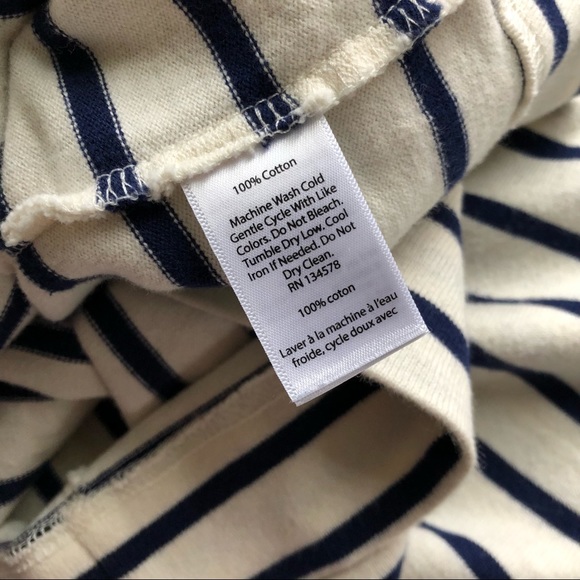 100% Cotton
Machine Wash Cold
Gentle Cycle With Like
Colors. Do Not Bleach.
Tumble Dry Low. Cool
Iron If Needed. Do Not
Dry Clean.
RN 134578
100% coton
Laver à la machine à l'eau
froide, cycle doux avec